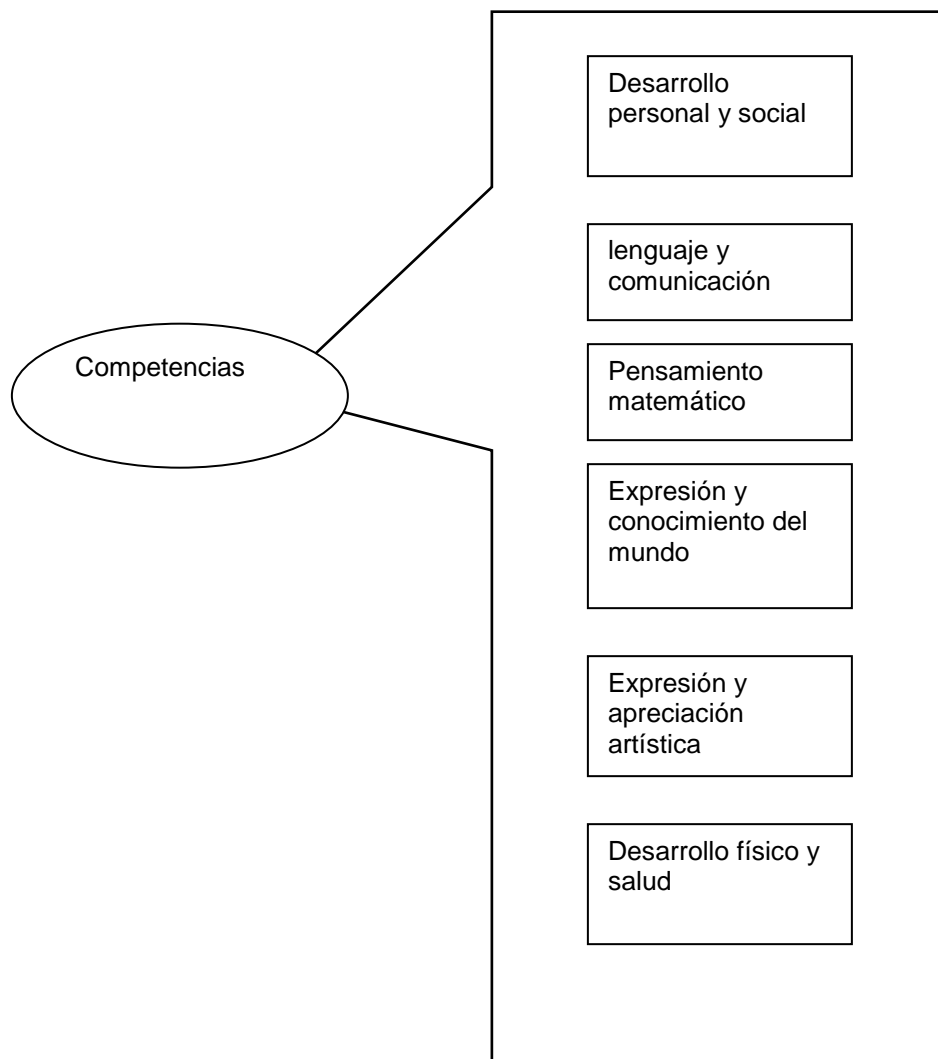 Desarrollo
personal y social
lenguaje y
comunicación
Competencias
Pensamiento
matemático
Expresión y
conocimiento del
mundo
Expresión y
apreciación
artística
Desarrollo físico y
salud